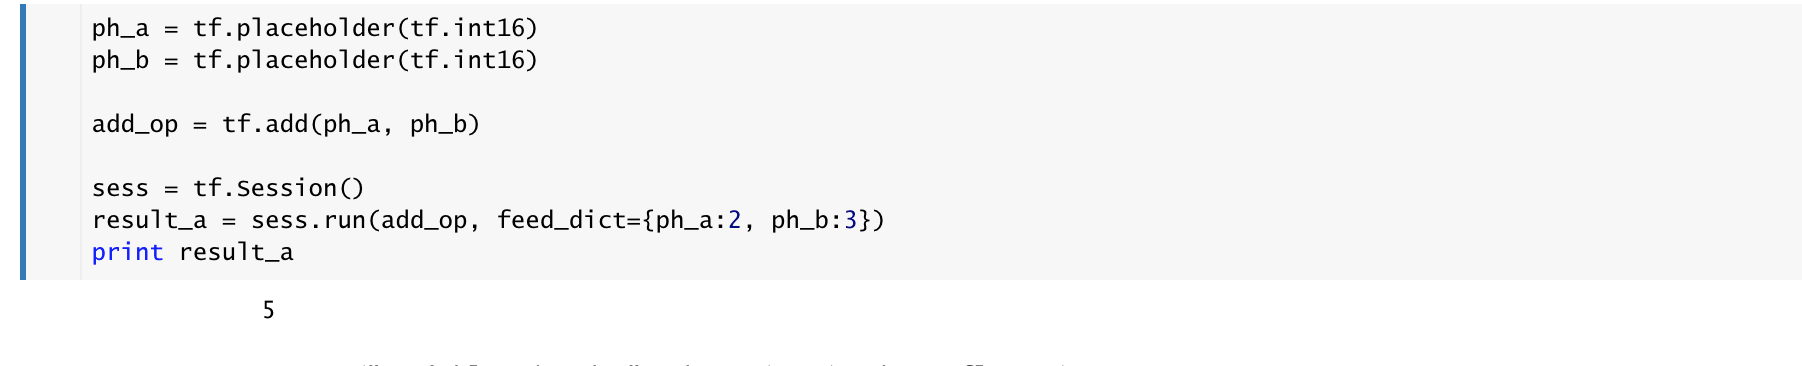 ph_a = tf.placeholder(tf.int16)
ph_b = tf.placeholder(tf.int16)
add_op = tf.add(ph_a, ph_b)
sess = tf.Session()
result_a = sess.run(add_op, feed_dict={ph_a:2, ph_b:3})
print result_a
5